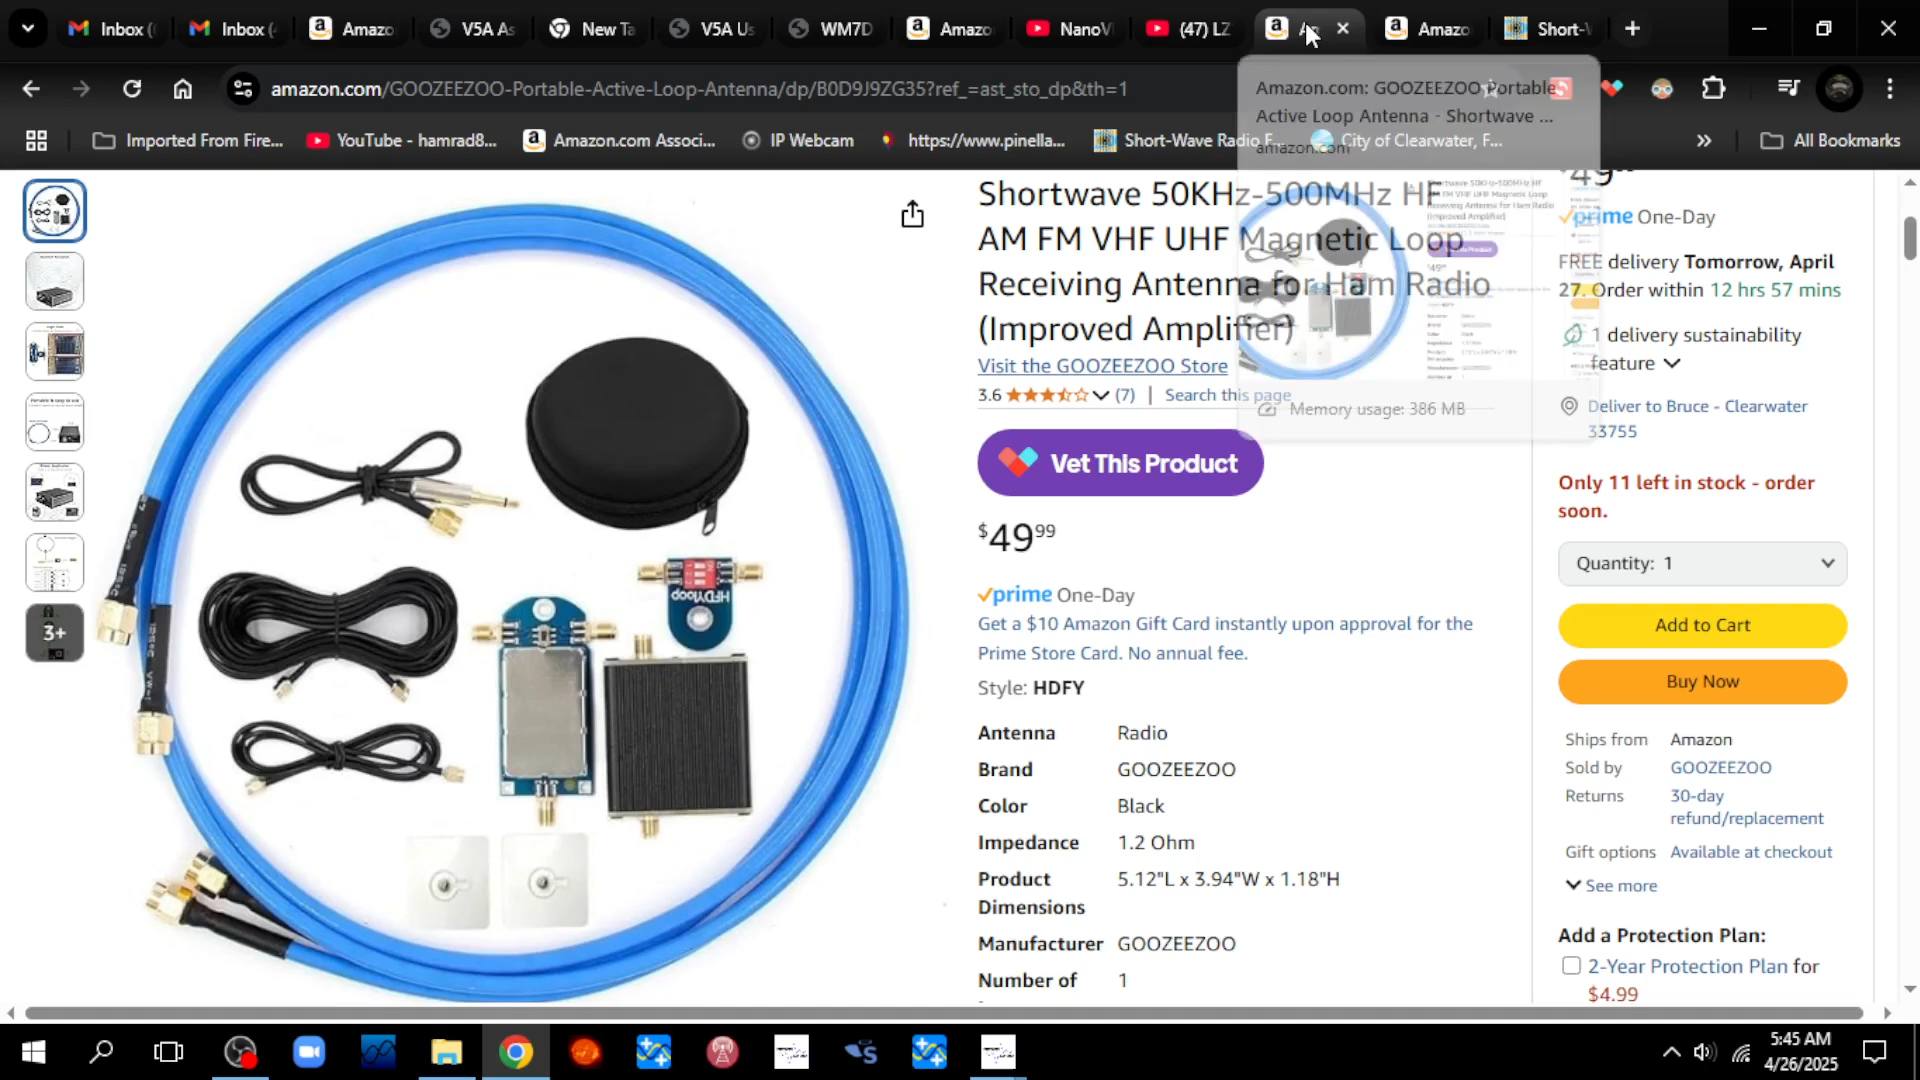 Inbox (
Inbox (
Amazo
V5A As
New Ta
V5A Us
WM7D
Amazo
NanoV
(47) LZ
Amazo
Short-V
amazon.com/GOOZEEZOO-Portable-Active-Loop-Antenna/dp/B0D9J9ZG35?ref_=ast_sto_dp&th=1
Imported From Fire...
YouTube - hamrad8...
Amazon.com Associ...
IP Webcam
https://www.pinella...
Short-Wave Radio F...
City of Clearwater, F...
All Bookmarks
Amazon.com: GOOZEEZOO Portable
Active Loop Antenna - Shortwave ...
amazon.com
Memory usage: 386 MB
3+
HFDYloop
Shortwave 50KHz-500MHz HF
AM FM VHF UHF Magnetic Loop
Receiving Antenna for Ham Radio
(Improved Amplifier)
Visit the GOOZEEZOO Store
3.6 (7) | Search this page
Vet This Product
$49 99
prime One-Day
Get a $10 Amazon Gift Card instantly upon approval for the
Prime Store Card. No annual fee.
Style: HDFY
Antenna Radio
Brand GOOZEEZOO
Color Black
Impedance 1.2 Ohm
Product 5.12"L x 3.94"W x 1.18"H
Dimensions
Manufacturer GOOZEEZOO
Number of 1
prime One-Day
FREE delivery Tomorrow, April
27. Order within 12 hrs 57 mins
1 delivery sustainability
feature
Deliver to Bruce - Clearwater
33755
Only 11 left in stock - order
soon.
Quantity: 1
Add to Cart
Buy Now
Ships from Amazon
Sold by GOOZEEZOO
Returns 30-day
refund/replacement
Gift options Available at checkout
See more
Add a Protection Plan:
2-Year Protection Plan for
$4.99
5:45 AM
4/26/2025